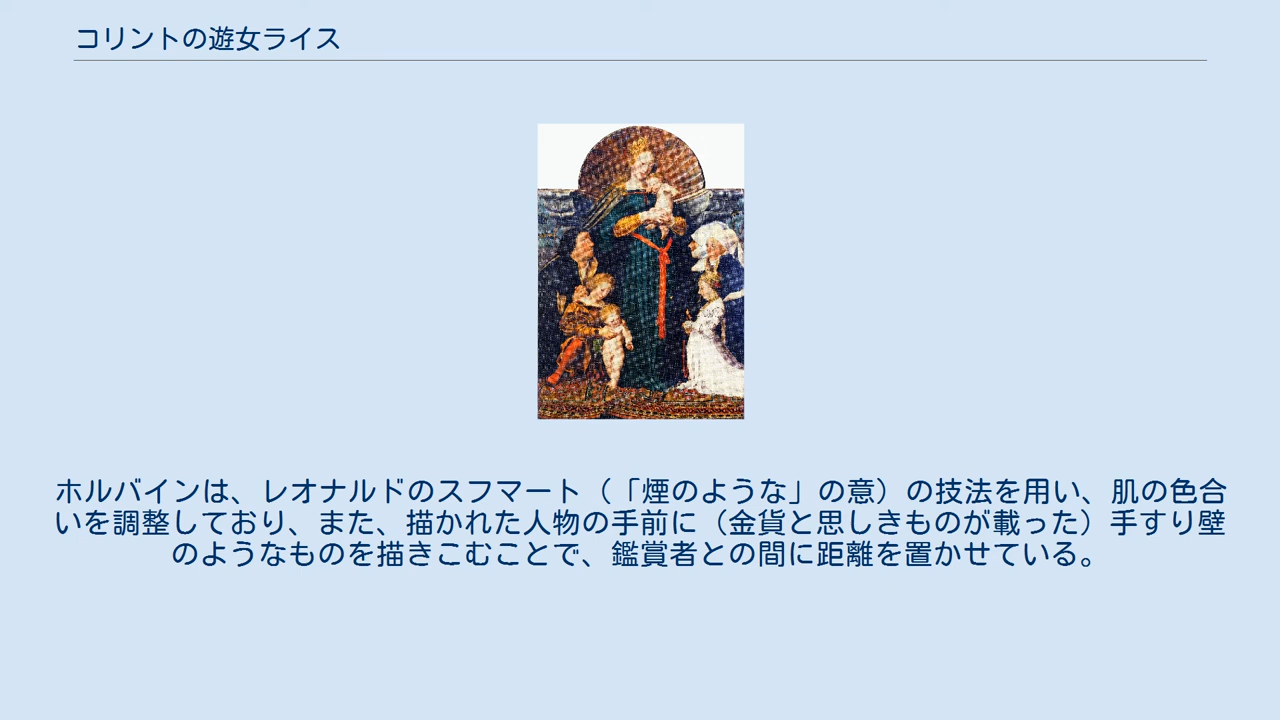 コリントの遊女ライス
ホルバインは、レオナルドのスフマート（「煙のような」の意）の技法を用い、肌の色合
いを調整しており、また、描かれた人物の手前に（金貨と思しきものが載った）手すり壁
のようなものを描きこむことで、鑑賞者との間に距離を置かせている。